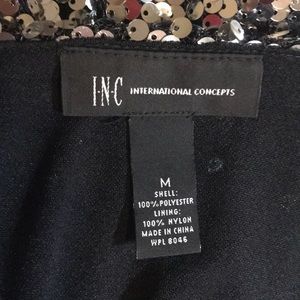 I·N·C INTERNATIONAL CONCEPTS
M
SHELL:
100% POLYESTER
LINING:
100% NYLON
MADE IN CHINA
WPL 8046